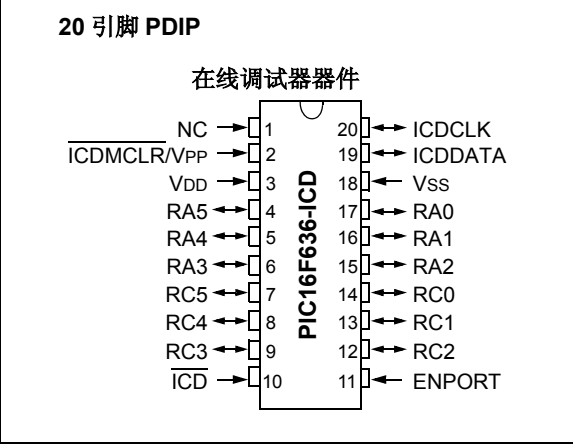 20 引脚 PDIP
在线调试器器件
NC 1 20 ICDCLK
ICDMCLR/VPP 2 19 ICDDATA
VDD 3 18 VSS
RA5 4 17 RA0
RA4 5 16 RA1
RA3 6 15 RA2
RC5 7 14 RC0
RC4 8 13 RC1
RC3 9 12 RC2
ICD 10 11 ENPORT
PIC16F636-ICD